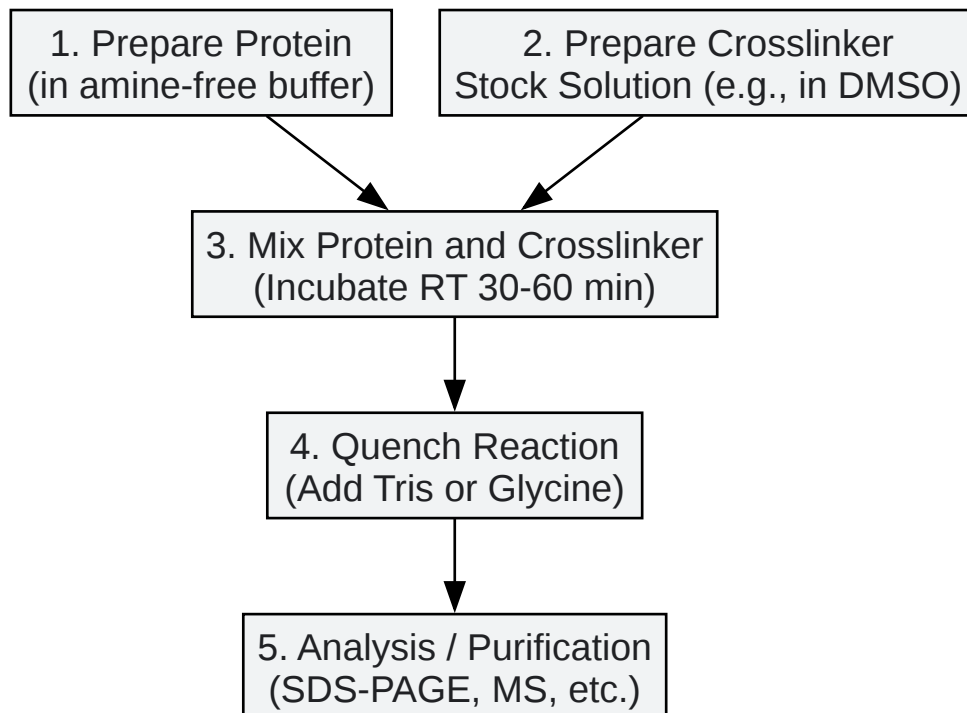 1. Prepare Protein
(in amine-free buffer)
2. Prepare Crosslinker
Stock Solution (e.g., in DMSO)
3. Mix Protein and Crosslinker
(Incubate RT 30-60 min)
4. Quench Reaction
(Add Tris or Glycine)
5. Analysis / Purification
(SDS-PAGE, MS, etc.)